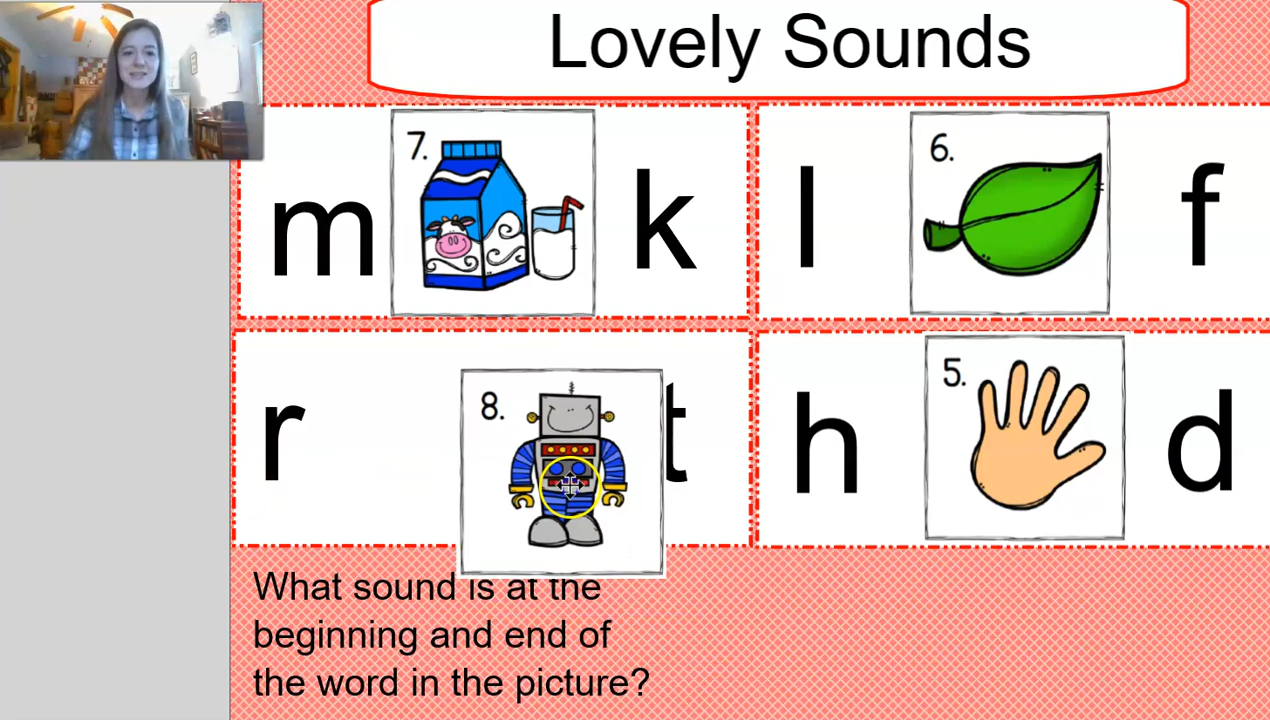 Lovely Sounds
m 7. k
l 6. f
r 8. t
h 5. d
What sound is at the
beginning and end of
the word in the picture?